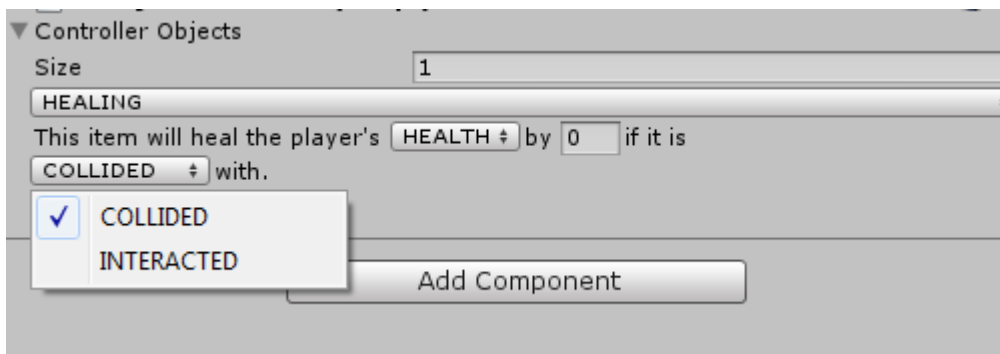 Controller Objects
Size 1
HEALING
This item will heal the player's HEALTH by 0 if it is
COLLIDED with.
COLLIDED
INTERACTED
Add Component